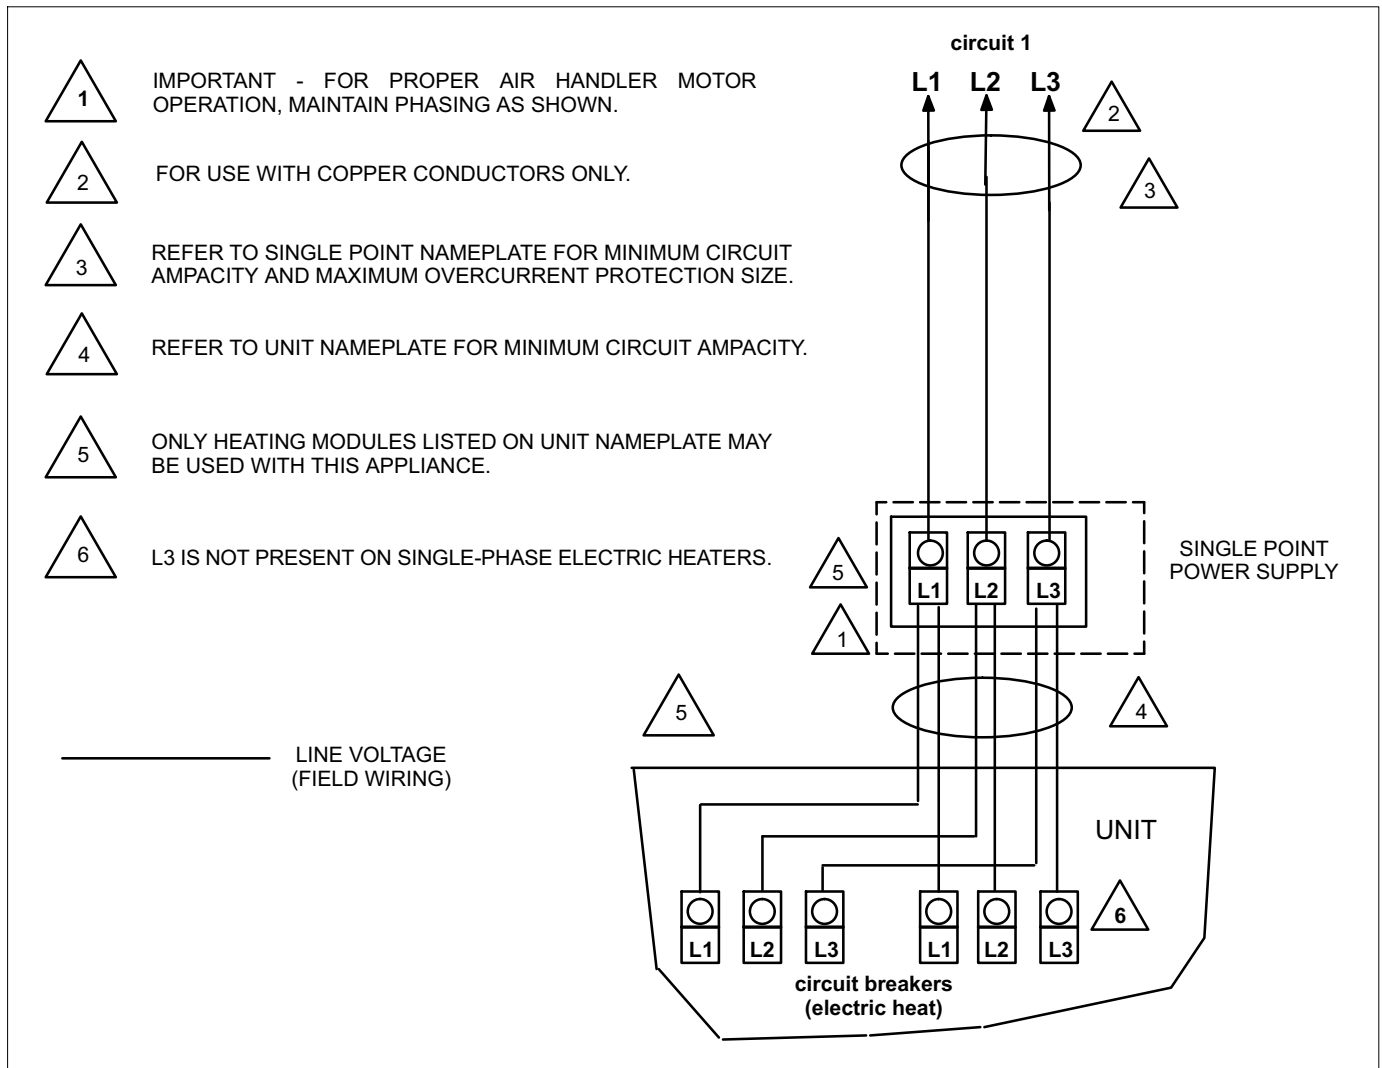 1
IMPORTANT - FOR PROPER AIR HANDLER MOTOR
OPERATION, MAINTAIN PHASING AS SHOWN.
2
FOR USE WITH COPPER CONDUCTORS ONLY.
3
REFER TO SINGLE POINT NAMEPLATE FOR MINIMUM CIRCUIT
AMPACITY AND MAXIMUM OVERCURRENT PROTECTION SIZE.
4
REFER TO UNIT NAMEPLATE FOR MINIMUM CIRCUIT AMPACITY.
5
ONLY HEATING MODULES LISTED ON UNIT NAMEPLATE MAY
BE USED WITH THIS APPLIANCE.
6
L3 IS NOT PRESENT ON SINGLE-PHASE ELECTRIC HEATERS.
LINE VOLTAGE
(FIELD WIRING)
circuit 1
L1 L2 L3
2
3
5
L1 L2 L3
1
SINGLE POINT
POWER SUPPLY
5
4
UNIT
6
L1 L2 L3 L1 L2 L3
circuit breakers
(electric heat)